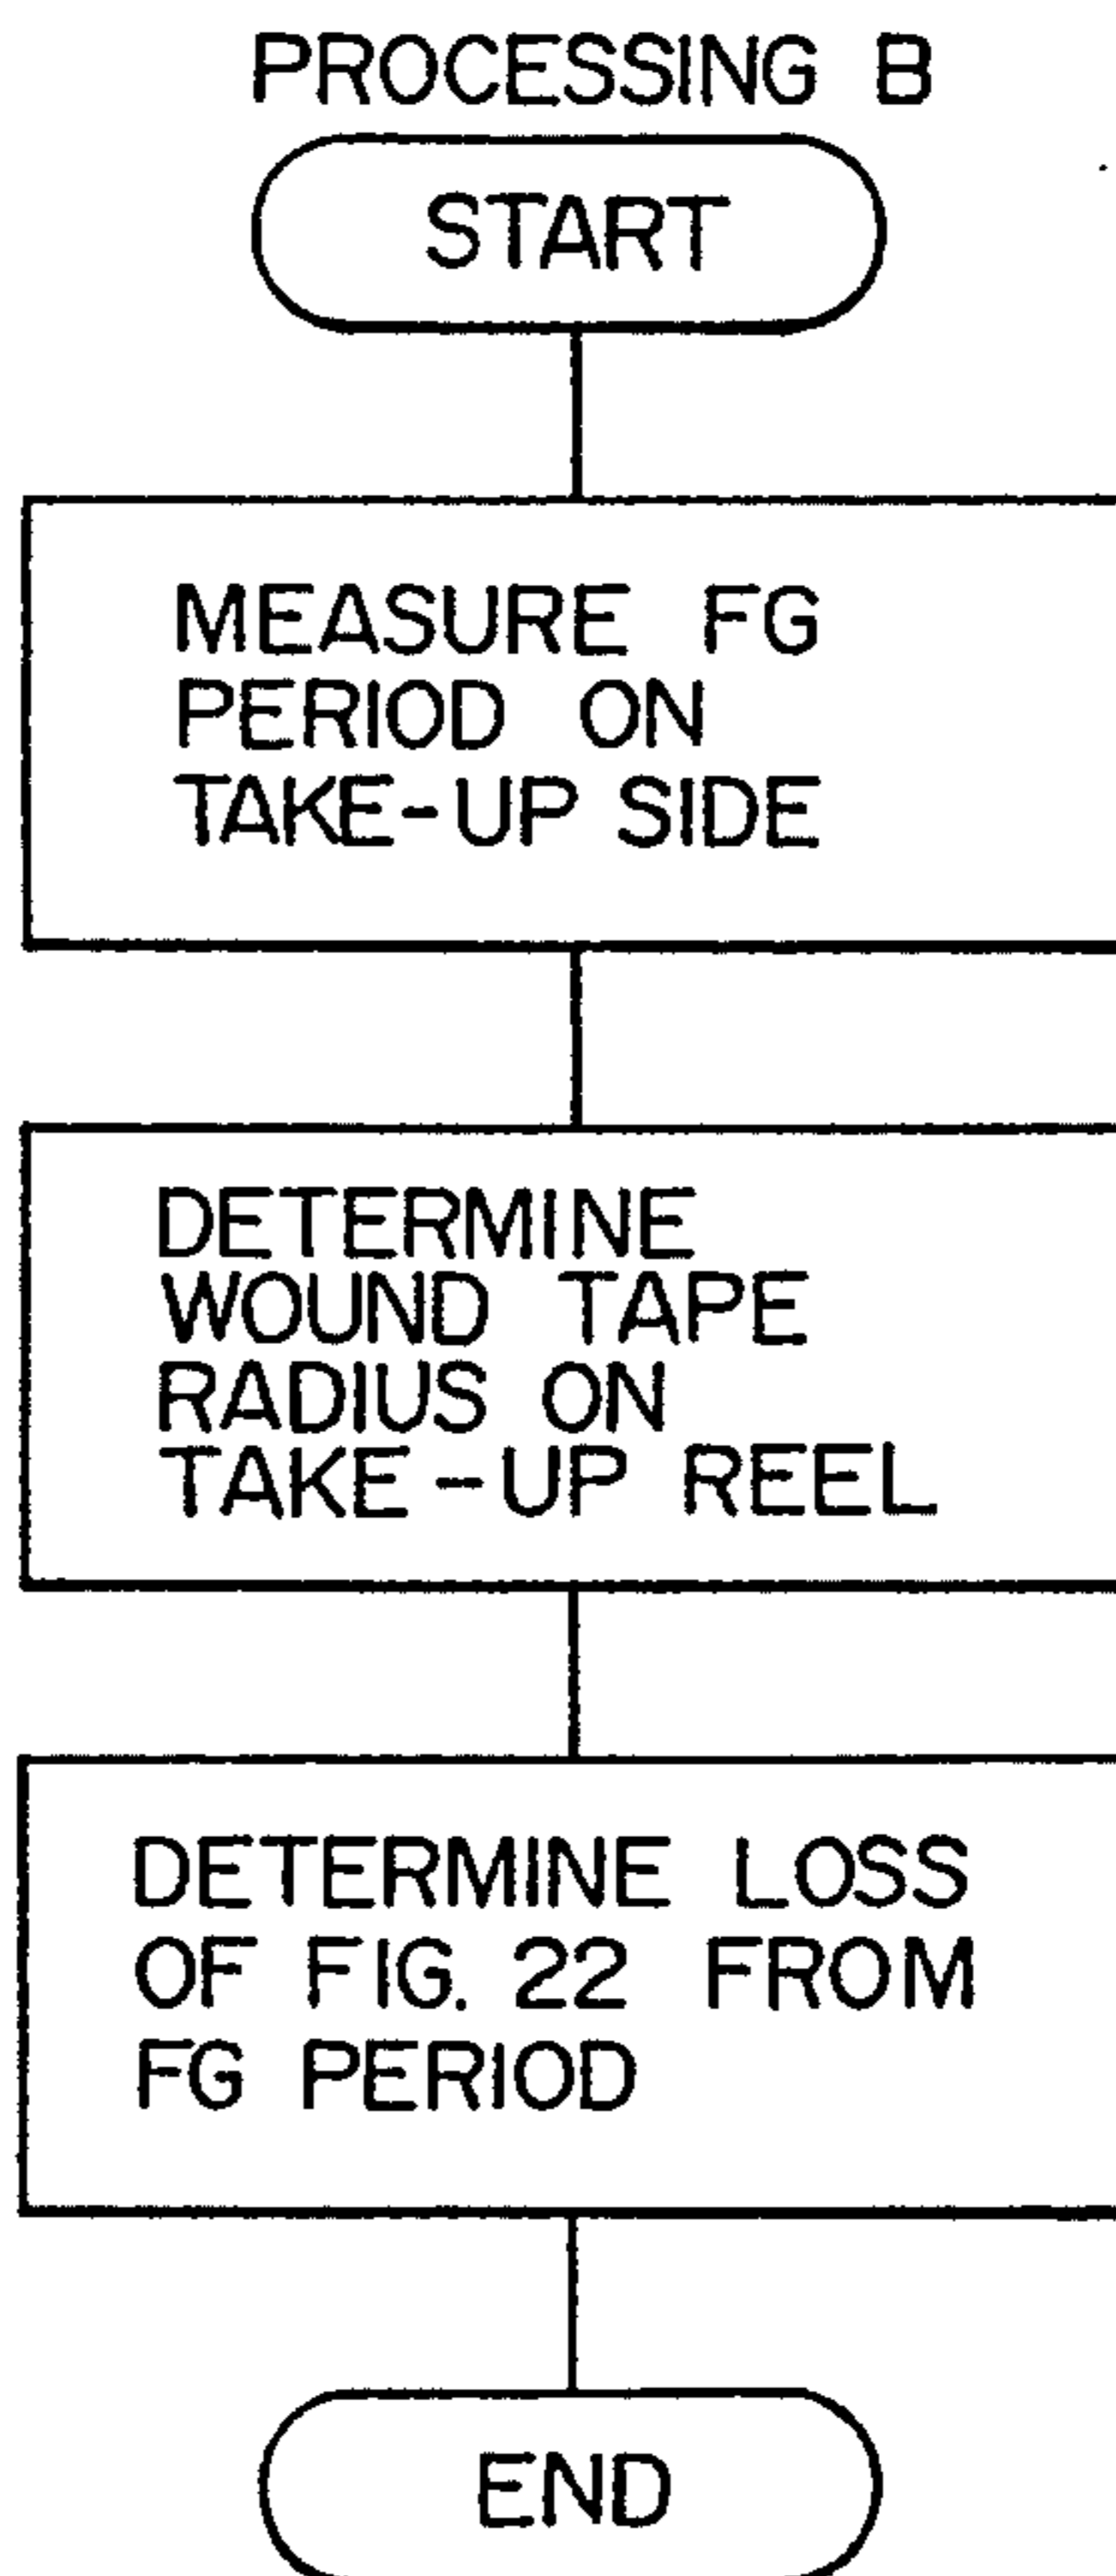 PROCESSING B
START
MEASURE FG
PERIOD ON
TAKE-UP SIDE
DETERMINE
WOUND TAPE
RADIUS ON
TAKE-UP REEL
DETERMINE LOSS
OF FIG. 22 FROM
FG PERIOD
END